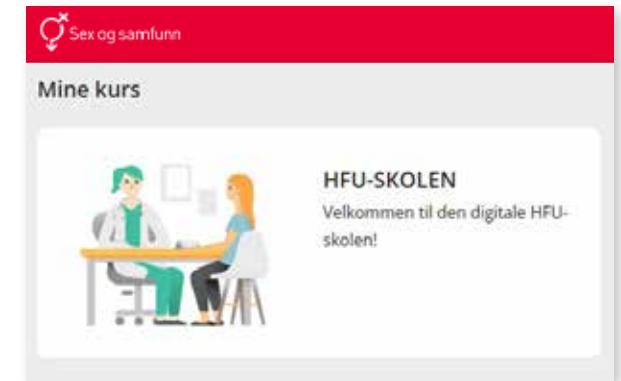 Sex og samfunn
Mine kurs
HFU-SKOLEN
Velkommen til den digitale HFU-
skolen!